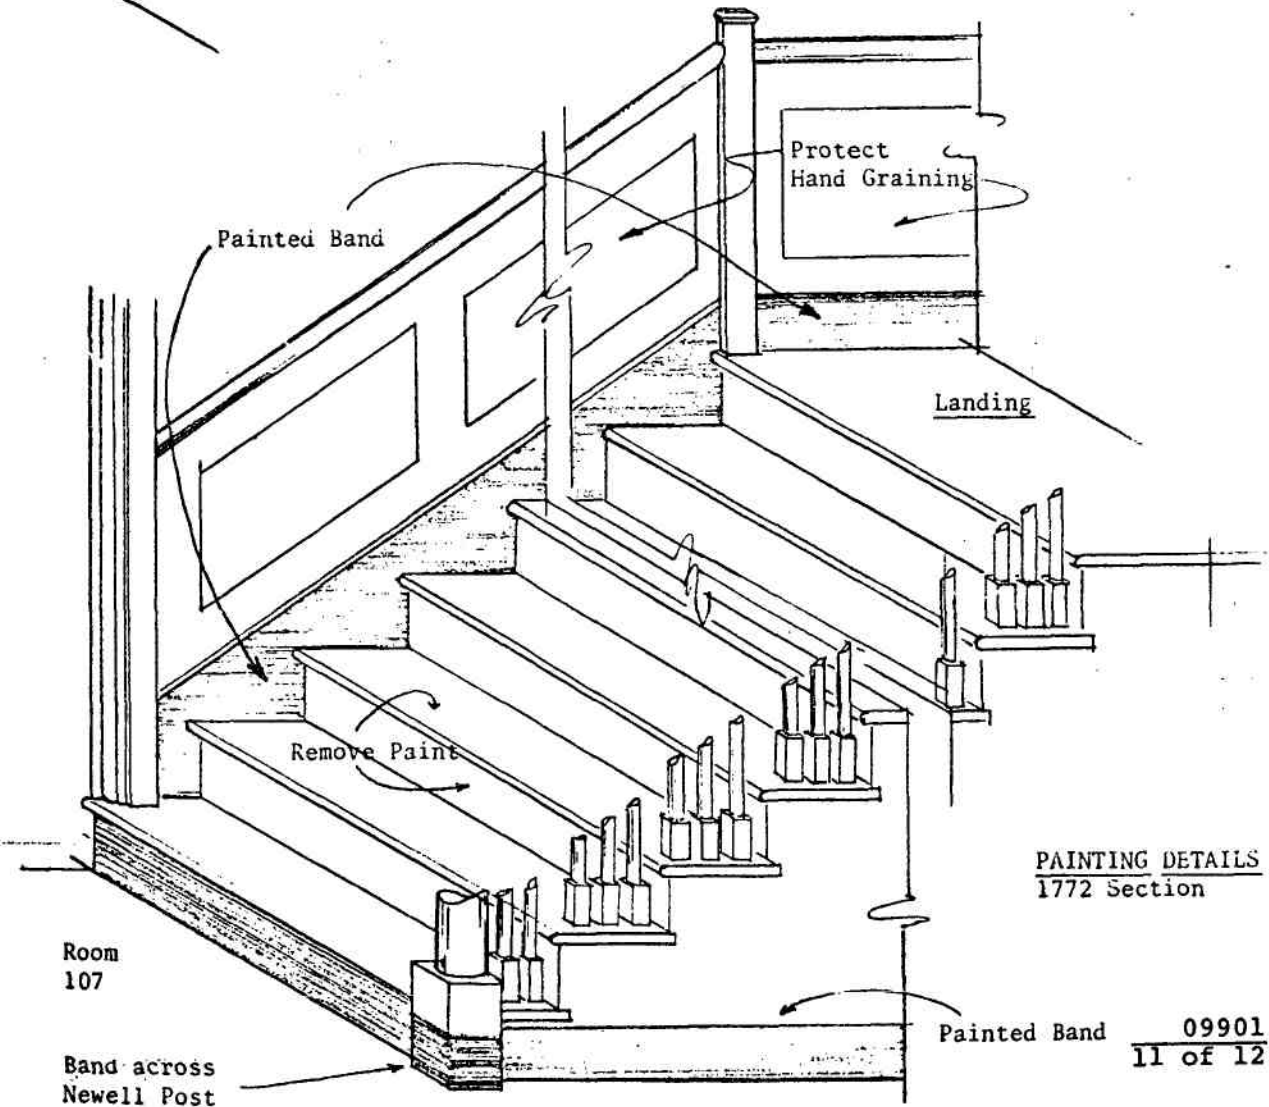 Protect
Hand Graining
Painted Band
Landing
Remove Paint
PAINTING DETAILS
1772 Section
Room
107
Painted Band
09901
11 of 12
Band across
Newell Post